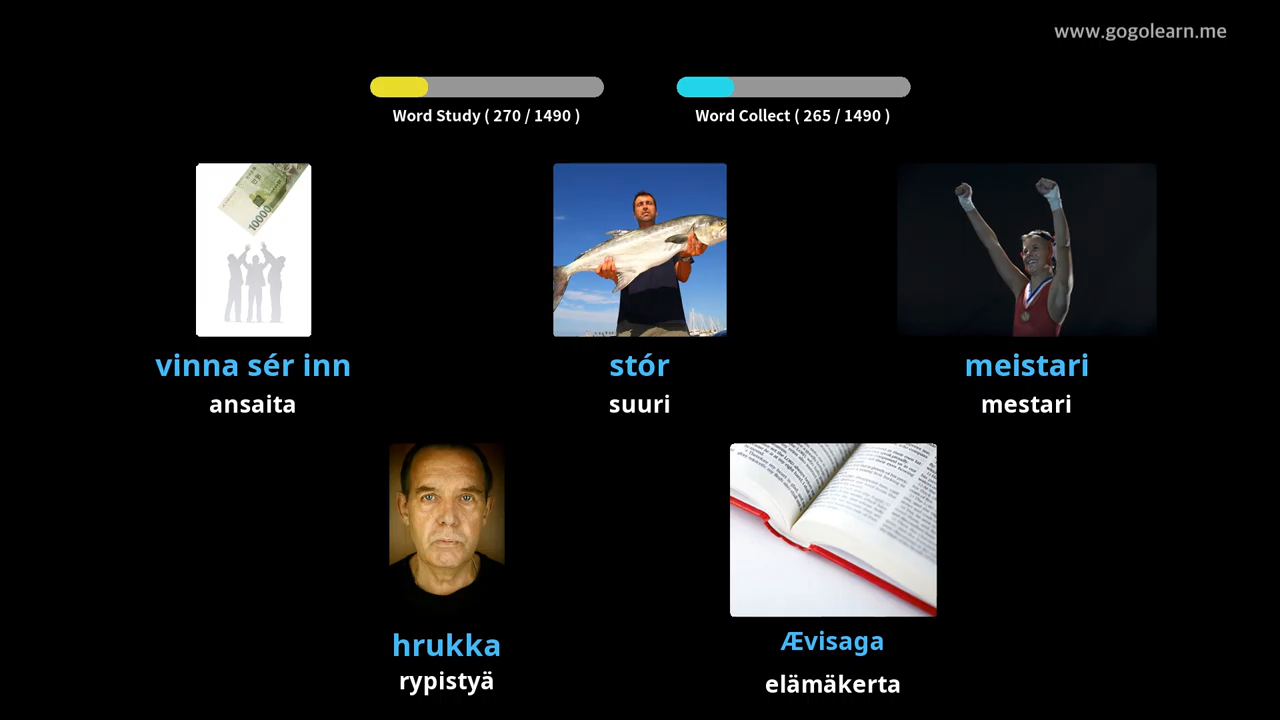 www.gogolearn.me
Word Study ( 270 / 1490 )
Word Collect ( 265 / 1490 )
10000
vinna sér inn
stór
meistari
ansaita
suuri
mestari
hrukka
Ævisaga
rypistyä
elämäkerta